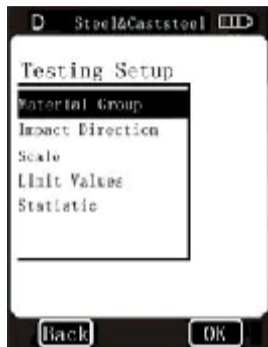 D Steel&Caststeel
Testing Setup
Material Group
Impact Direction
Scale
Limit Values
Statistic
Back OK